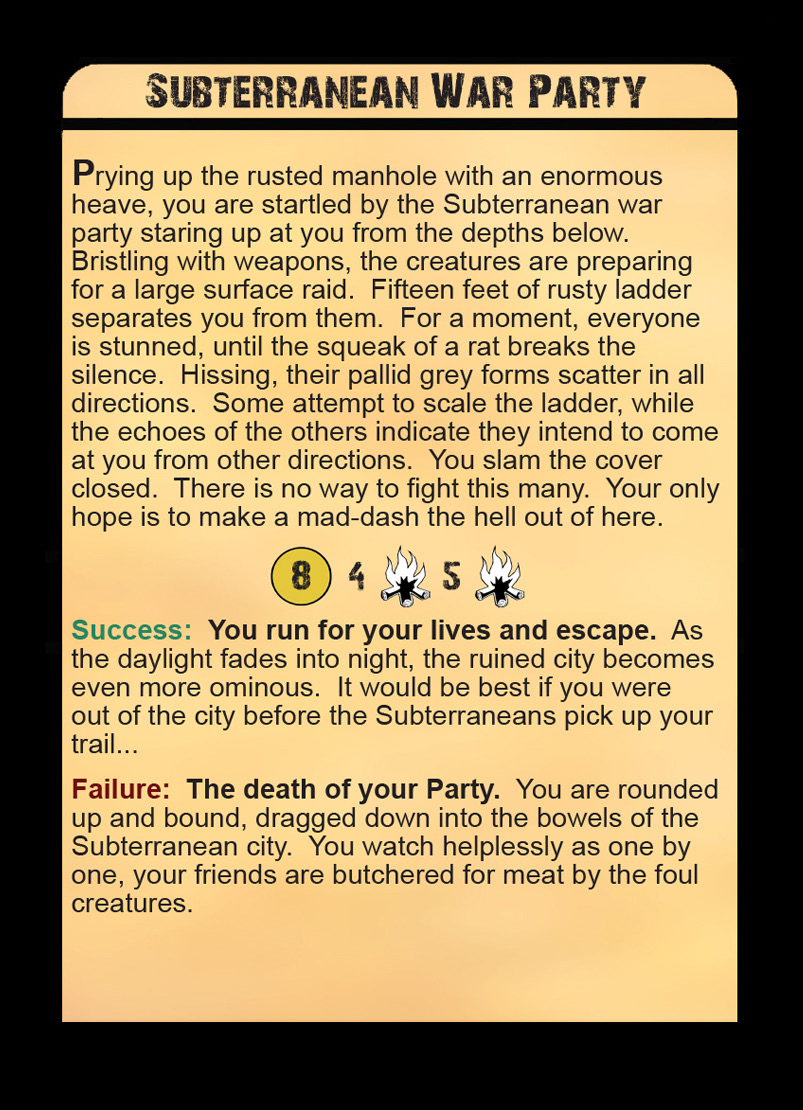 Subterranean War Party
Prying up the rusted manhole with an enormous
heave, you are startled by the Subterranean war
party staring up at you from the depths below.
Bristling with weapons, the creatures are preparing
for a large surface raid.  Fifteen feet of rusty ladder
separates you from them.  For a moment, everyone
is stunned, until the squeak of a rat breaks the
silence.  Hissing, their pallid grey forms scatter in all
directions.  Some attempt to scale the ladder, while
the echoes of the others indicate they intend to come
at you from other directions.  You slam the cover
closed.  There is no way to fight this many.  Your only
hope is to make a mad-dash the hell out of here.
8 4 5
Success:  You run for your lives and escape.  As
the daylight fades into night, the ruined city becomes
even more ominous.  It would be best if you were
out of the city before the Subterraneans pick up your
trail...
Failure:  The death of your Party.  You are rounded
up and bound, dragged down into the bowels of the
Subterranean city.  You watch helplessly as one by
one, your friends are butchered for meat by the foul
creatures.